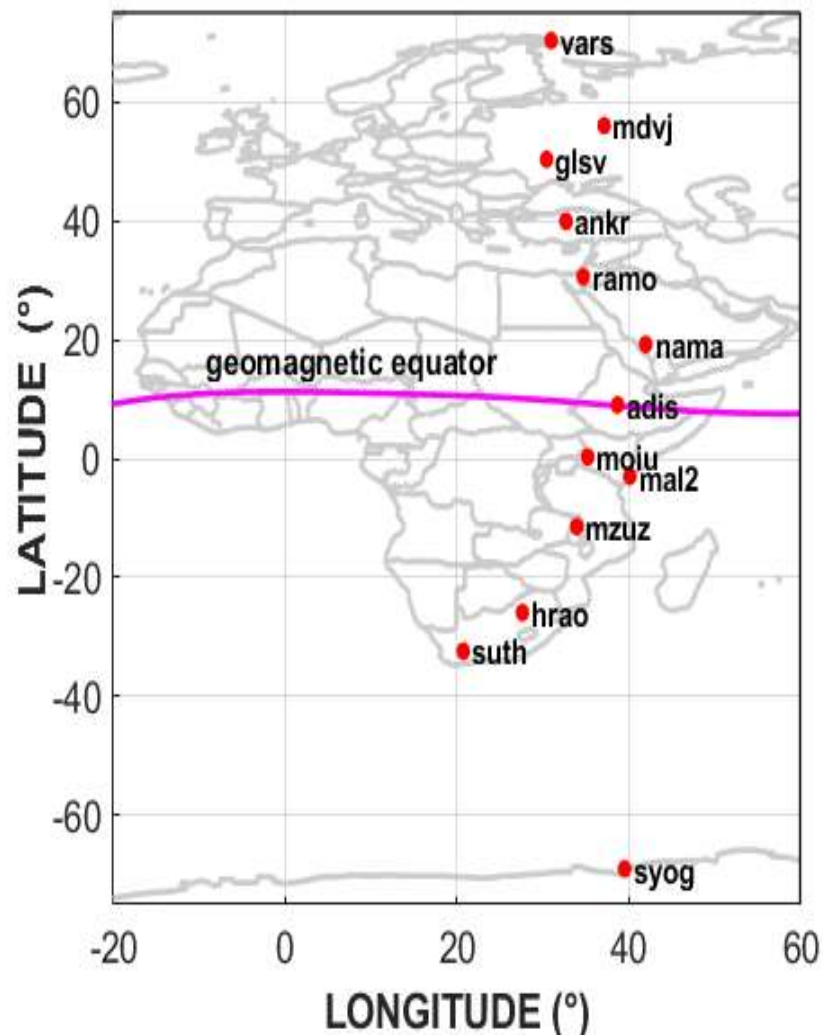 vars
60
mdvj
glsv
40
ankr
ramo
20
nama
geomagnetic equator
adis
0
moiu
mal2
mzuz
-20
hrao
suth
-40
-60
syog
-20 0 20 40 60
LATITUDE (°)
LONGITUDE (°)